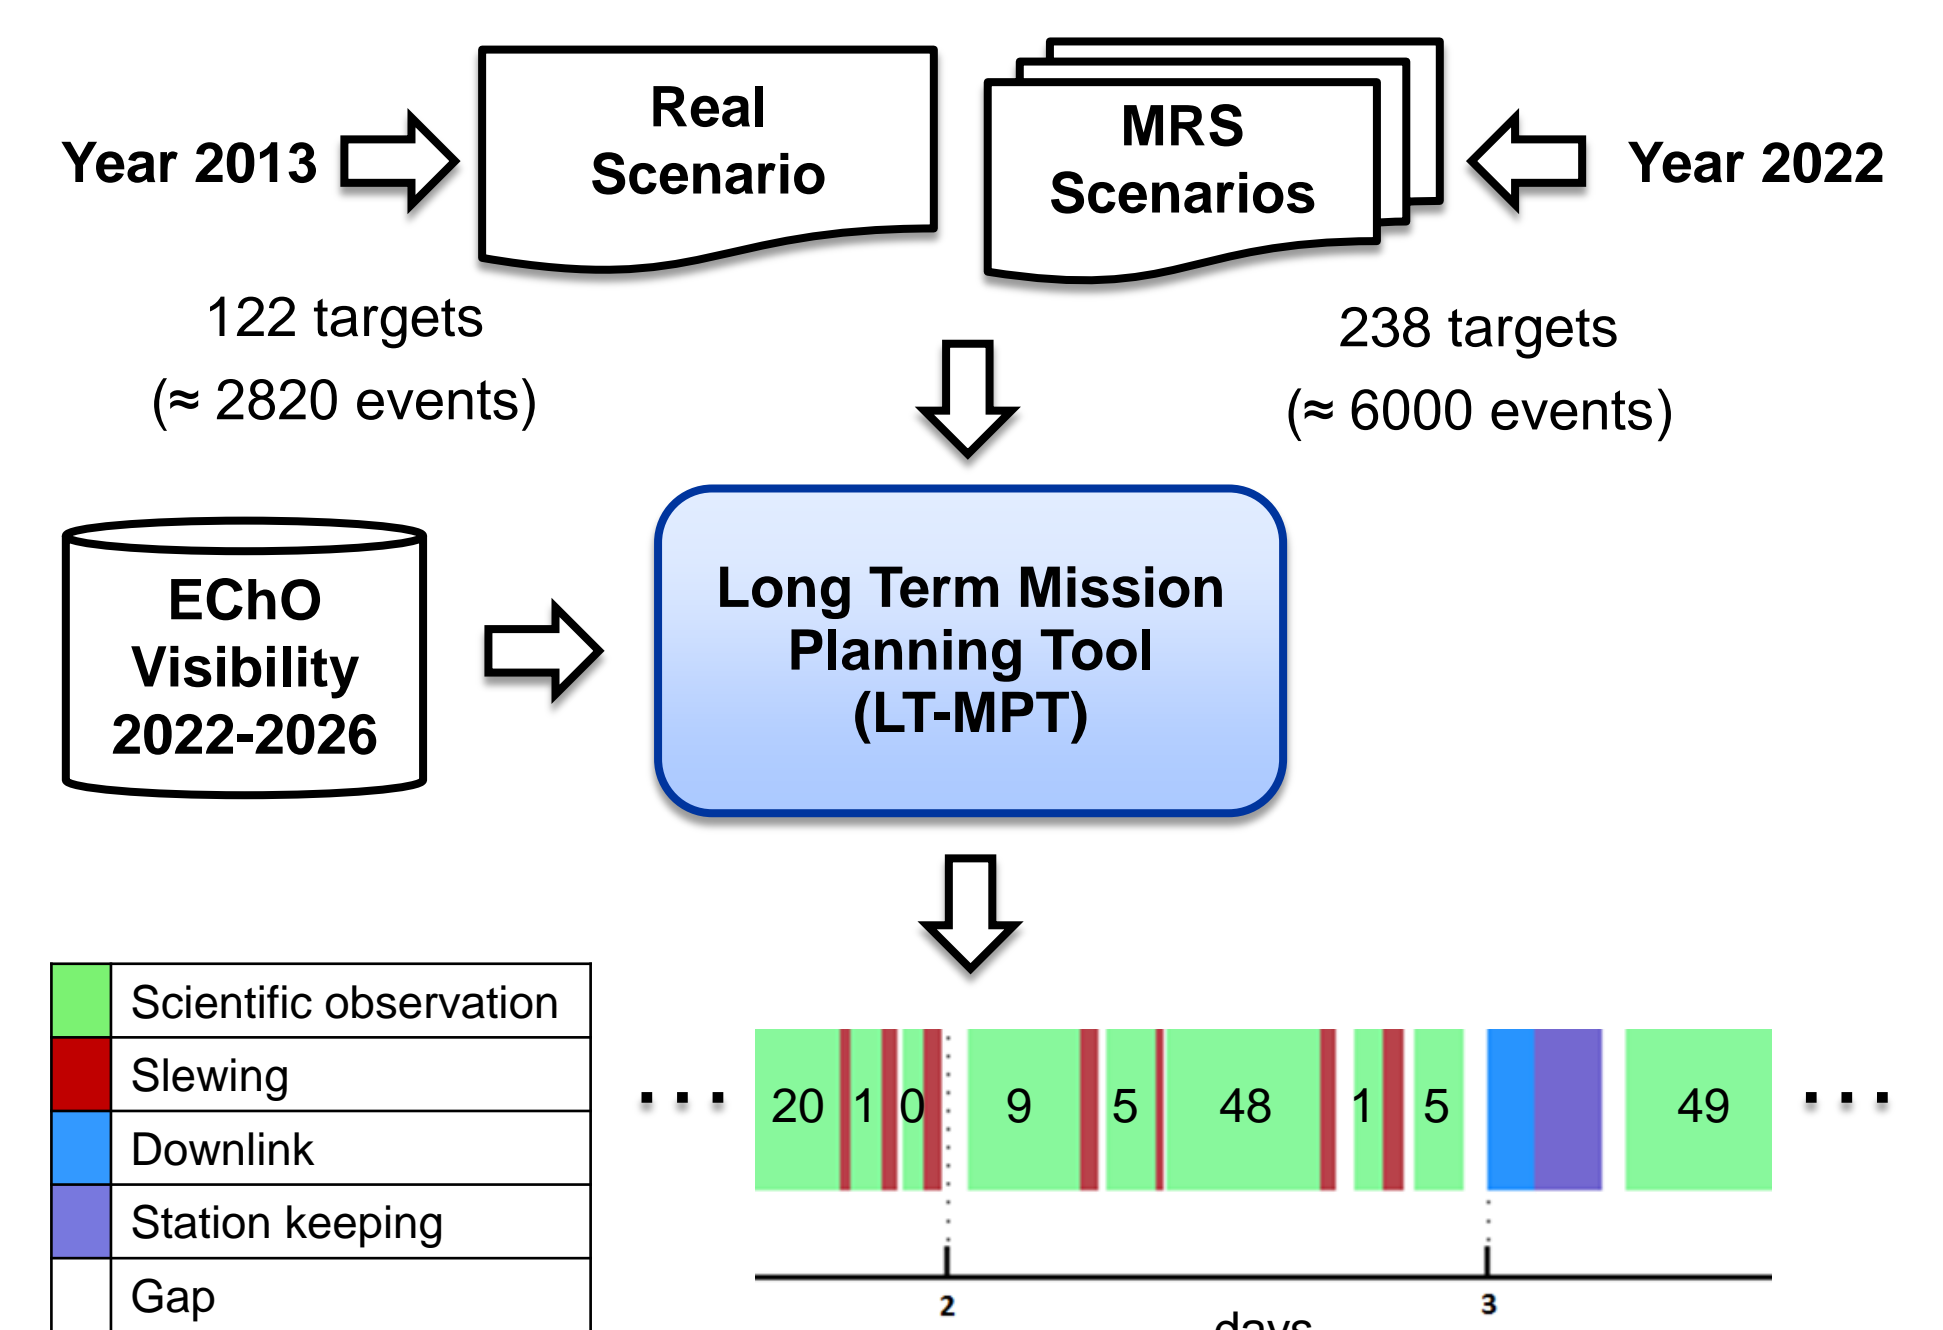 Real
Scenario
MRS
Scenarios
Year 2013
Year 2022
122 targets
(≈ 2820 events)
238 targets
(≈ 6000 events)
EChO
Visibility
2022-2026
Long Term Mission
Planning Tool
(LT-MPT)
Scientific observation
Slewing
Downlink
Station keeping
Gap
... 20 1 0 9 5 48 1 5 49 ...
2 3
days